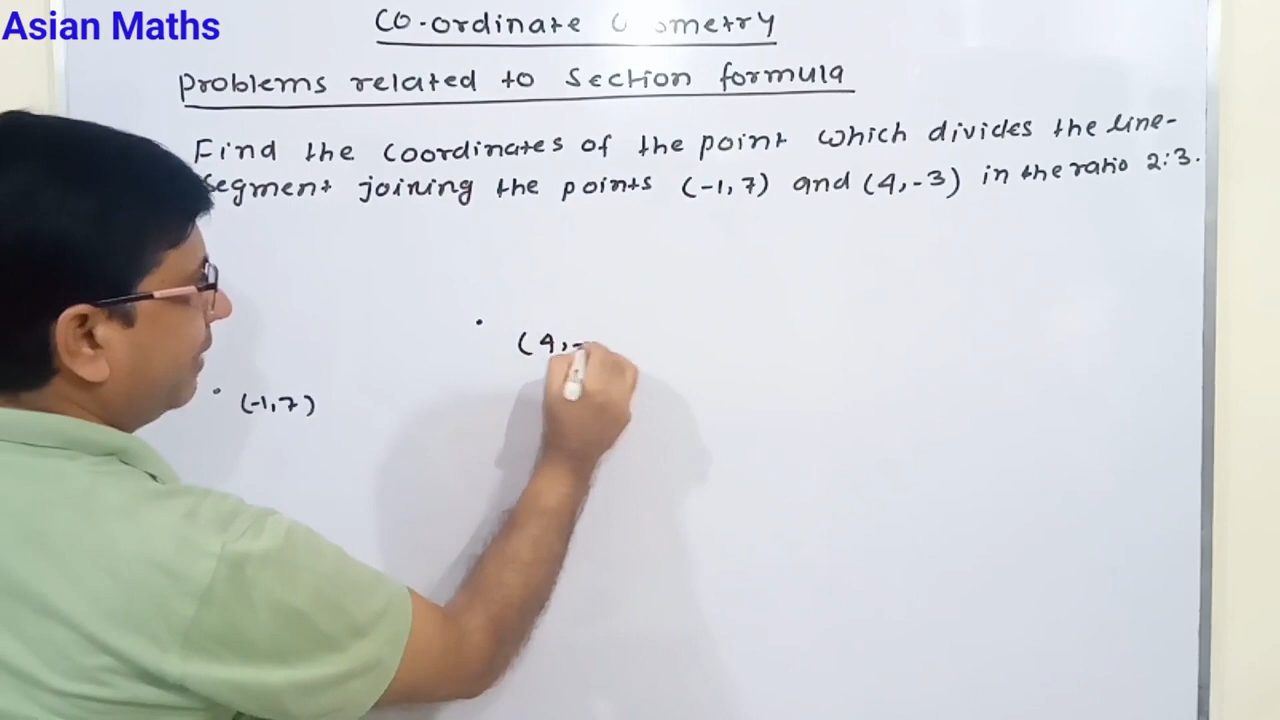 Asian Maths
Co-ordinate
Problems related to Section formula
Find the coordinates of the point which divides the line-
segment joining the points (-1,7) and (4,-3) in the ratio 2:3.
(4,-
(-1,7)